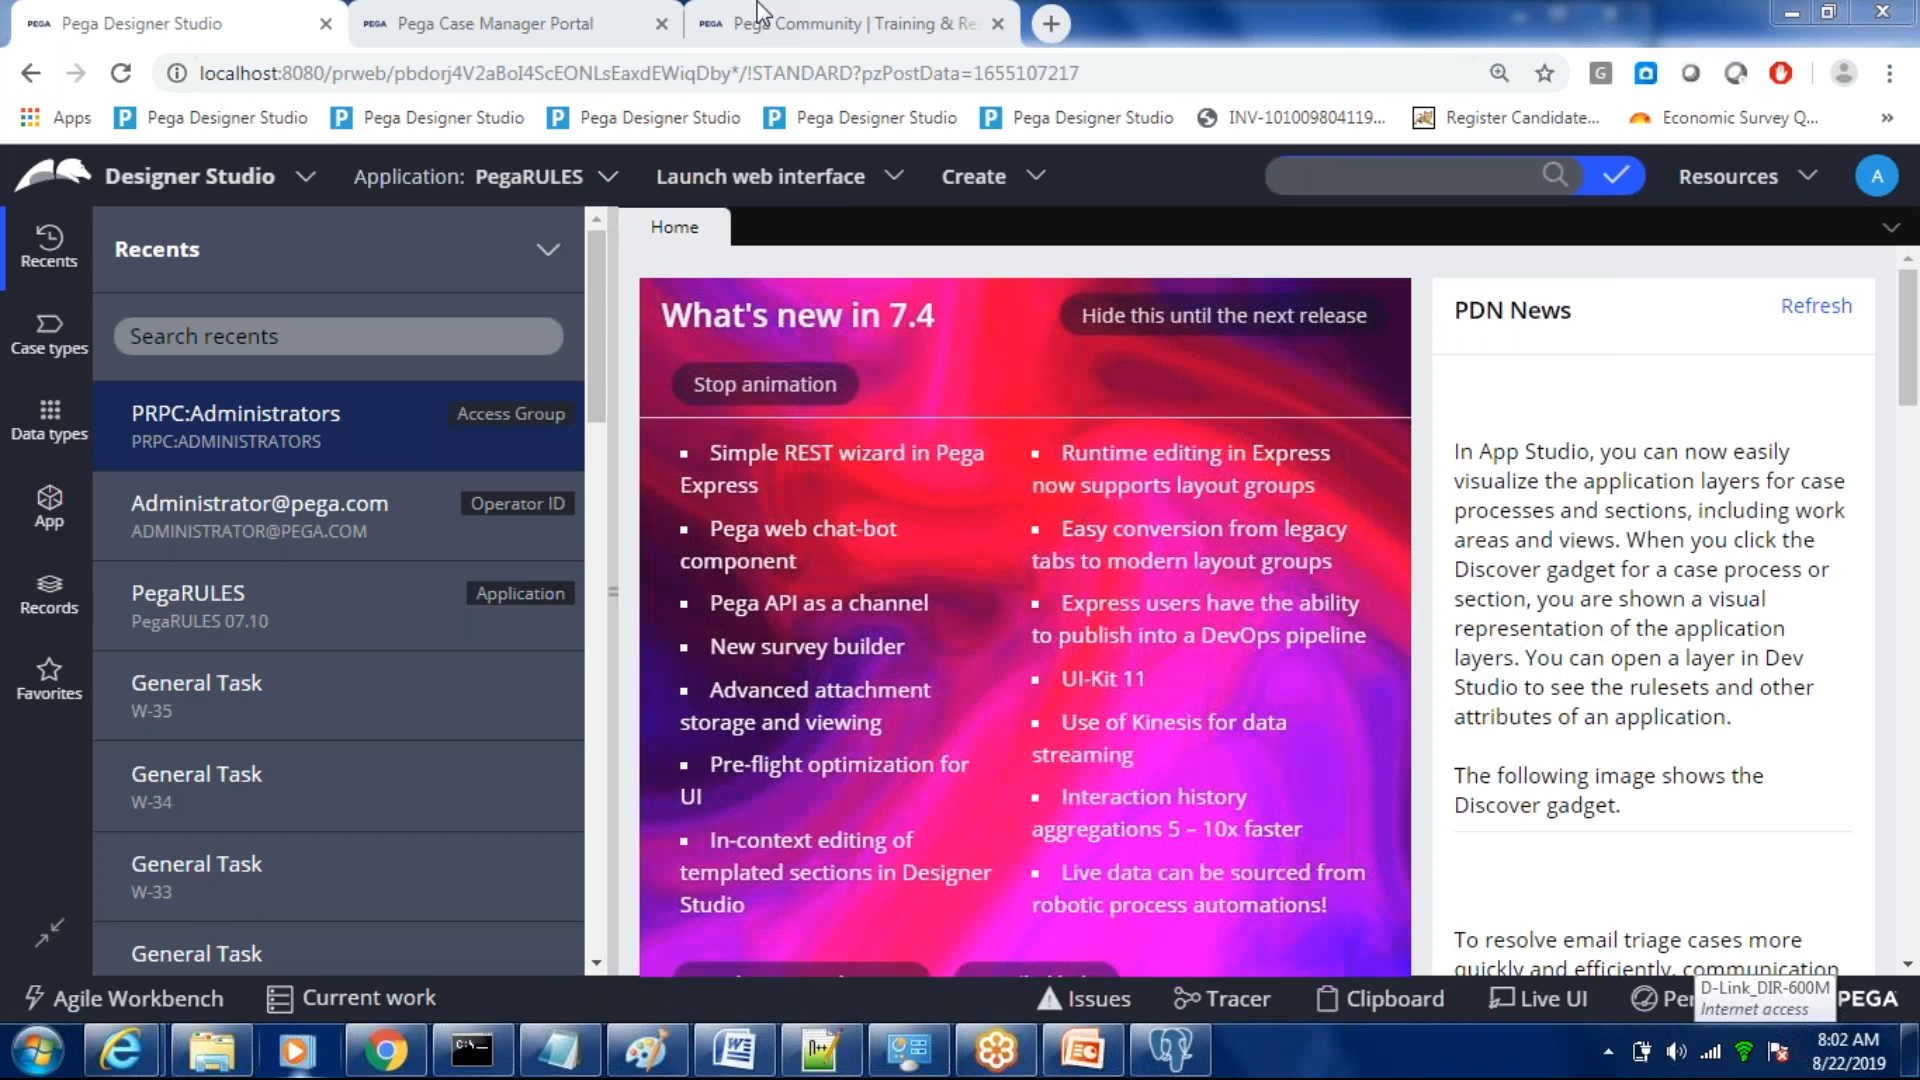 PEGA Pega Designer Studio
PEGA Pega Case Manager Portal
PEGA Pega Community | Training & Re
localhost:8080/prweb/pbdorj4V2aBoI4ScEONLsEaxdEWiqDby*/!STANDARD?pzPostData=1655107217
Apps
Pega Designer Studio
Pega Designer Studio
Pega Designer Studio
Pega Designer Studio
Pega Designer Studio
INV-101009804119...
Register Candidate...
Economic Survey Q...
»
Designer Studio
Application: PegaRULES
Launch web interface
Create
Resources
A
Recents
Case types
Data types
App
Records
Favorites
Recents
Search recents
PRPC:Administrators
Access Group
PRPC:ADMINISTRATORS
Administrator@pega.com
Operator ID
ADMINISTRATOR@PEGA.COM
PegaRULES
Application
PegaRULES 07.10
General Task
W-35
General Task
W-34
General Task
W-33
General Task
Home
What's new in 7.4
Hide this until the next release
Stop animation
Simple REST wizard in Pega
Express
Pega web chat-bot
component
Pega API as a channel
New survey builder
Advanced attachment
storage and viewing
Pre-flight optimization for
UI
In-context editing of
templated sections in Designer
Studio
Runtime editing in Express
now supports layout groups
Easy conversion from legacy
tabs to modern layout groups
Express users have the ability
to publish into a DevOps pipeline
UI-Kit 11
Use of Kinesis for data
streaming
Interaction history
aggregations 5 – 10x faster
Live data can be sourced from
robotic process automations!
PDN News
Refresh
In App Studio, you can now easily
visualize the application layers for case
processes and sections, including work
areas and views. When you click the
Discover gadget for a case process or
section, you are shown a visual
representation of the application
layers. You can open a layer in Dev
Studio to see the rulesets and other
attributes of an application.
The following image shows the
Discover gadget.
To resolve email triage cases more
quickly and efficiently, communication
Agile Workbench
Current work
Issues
Tracer
Clipboard
Live UI
Pe
PEGA
D-Link_DIR-600M
Internet access
8:02 AM
8/22/2019